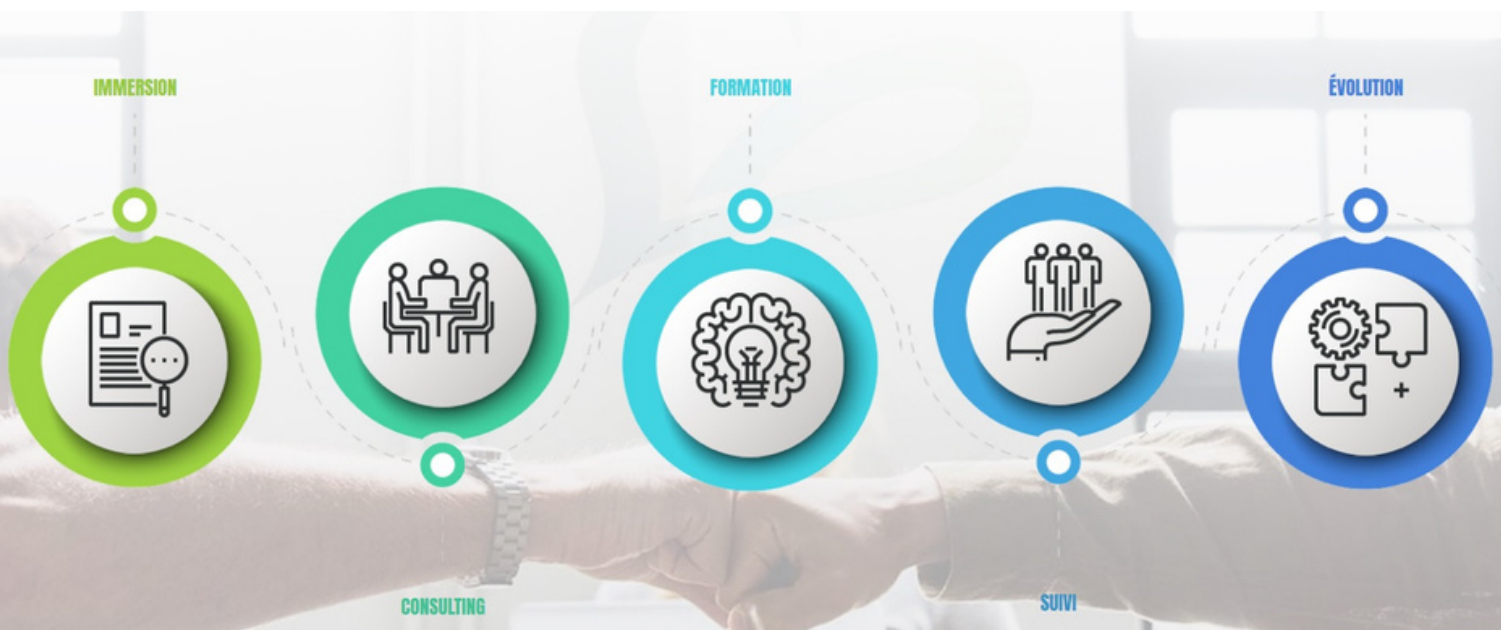 IMMERSION
CONSULTING
FORMATION
SUIVI
ÉVOLUTION